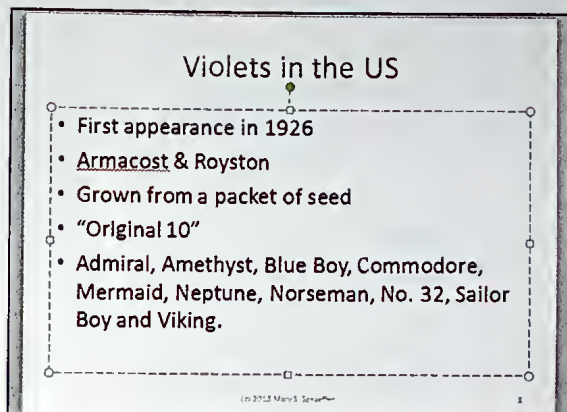 Violets in the US
• First appearance in 1926
• Armacost & Royston
• Grown from a packet of seed
• “Original 10”
• Admiral, Amethyst, Blue Boy, Commodore,
Mermaid, Neptune, Norseman, No. 32, Sailor
Boy and Viking.